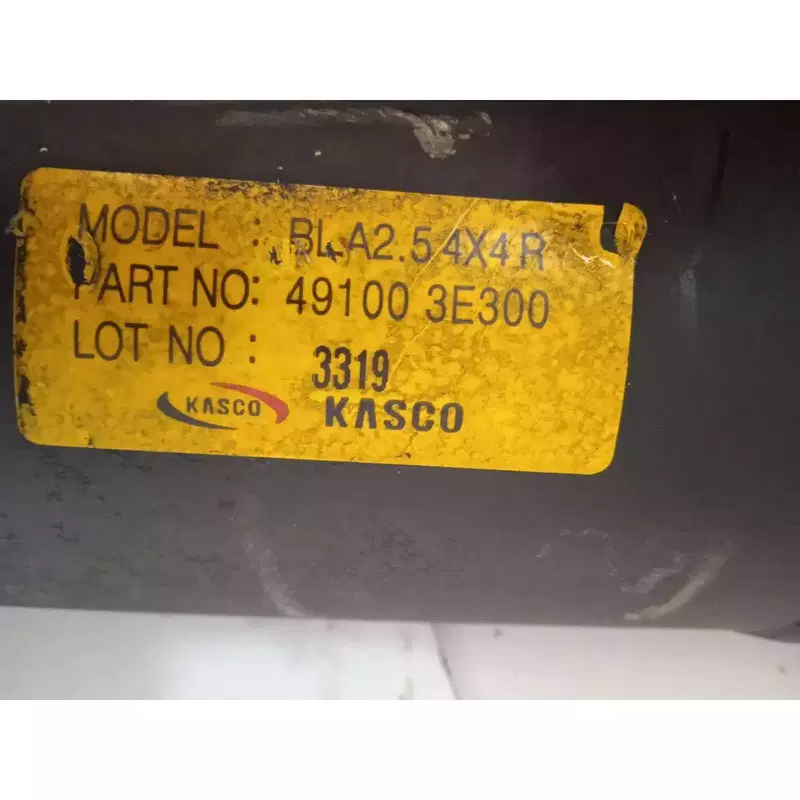 MODEL : BLA2.5 4X4 R
PART NO: 49100 3E300
LOT NO : 3319
KASCO KASCO